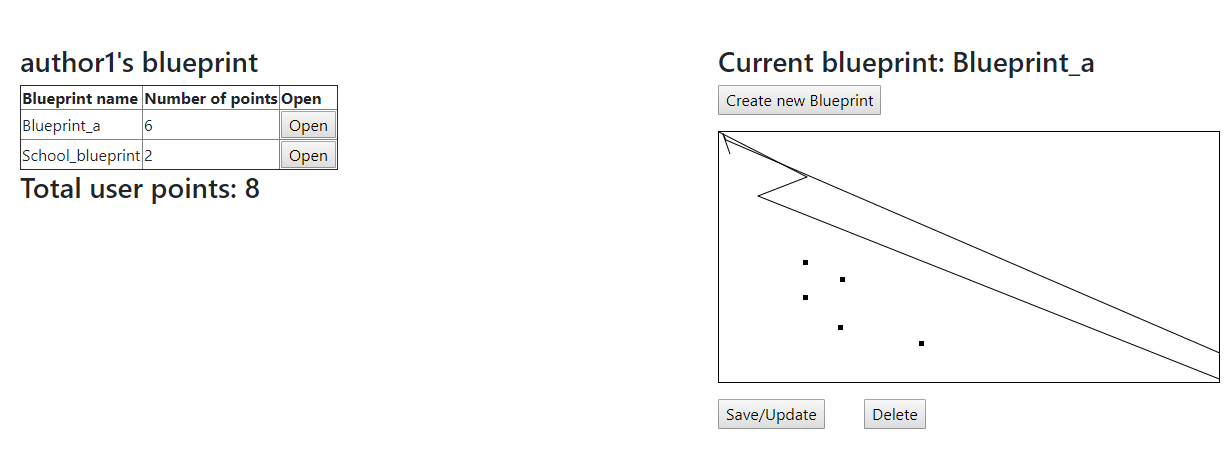 author1's blueprint
Blueprint name Number of points Open
Blueprint_a 6 Open
School_blueprint 2 Open
Total user points: 8
Current blueprint: Blueprint_a
Create new Blueprint
Save/Update Delete